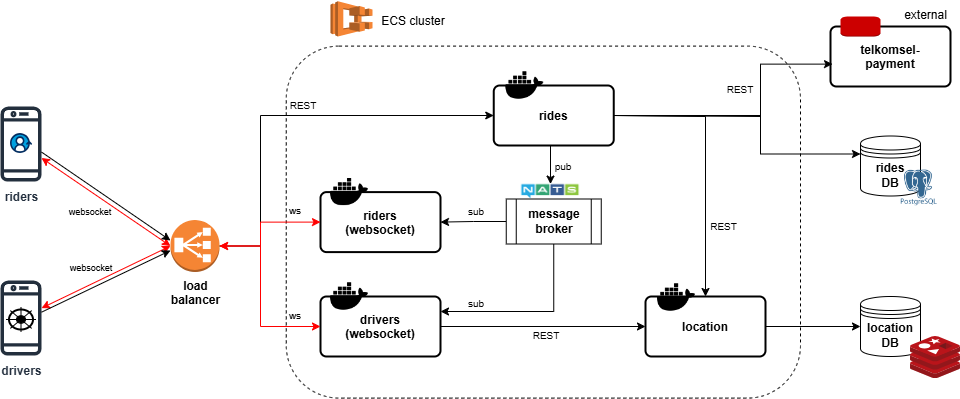 ECS cluster
external
telkomsel-
payment
REST
REST
rides
pub
NATS
message
broker
rides
DB
PostgreSQL
riders
websocket
ws
riders
(websocket)
sub
REST
websocket
load
balancer
ws
drivers
(websocket)
sub
REST
location
location
DB
drivers